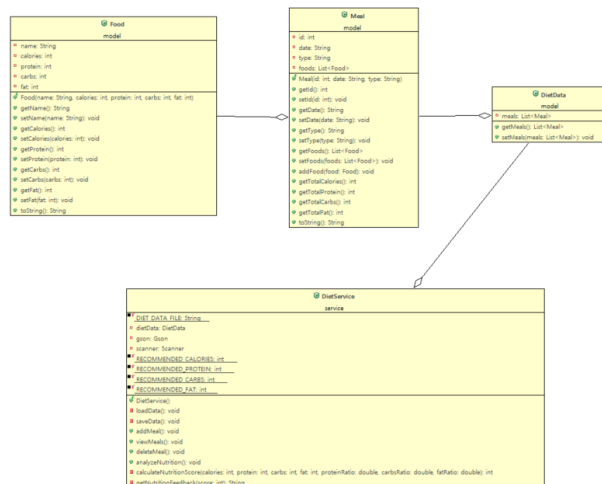 Food
model
name: String
calories: int
protein: int
carbs: int
fat: int
Food(name: String, calories: int, protein: int, carbs: int, fat: int)
getName(): String
setName(name: String): void
getCalories(): int
setCalories(calories: int): void
getProtein(): int
setProtein(protein: int): void
getCarbs(): int
setCarbs(carbs: int): void
getFat(): int
setFat(fat: int): void
toString(): String
Meal
model
id: int
date: String
type: String
foods: List<Food>
Meal(id: int, date: String, type: String)
getId(): int
setId(id: int): void
getDate(): String
setDate(date: String): void
getType(): String
setType(type: String): void
getFoods(): List<Food>
setFoods(foods: List<Food>): void
addFood(food: Food): void
getTotalCalories(): int
getTotalProtein(): int
getTotalCarbs(): int
getTotalFat(): int
toString(): String
DietData
model
meals: List<Meal>
getMeals(): List<Meal>
setMeals(meals: List<Meal>): void
DietService
service
DIET_DATA_FILE: String
dietData: DietData
gson: Gson
scanner: Scanner
RECOMMENDED_CALORIES: int
RECOMMENDED_PROTEIN: int
RECOMMENDED_CARBS: int
RECOMMENDED_FAT: int
DietService()
loadData(): void
saveData(): void
addMeal(): void
viewMeals(): void
deleteMeal(): void
analyzeNutrition(): void
calculateNutritionScore(calories: int, protein: int, carbs: int, fat: int, proteinRatio: double, carbsRatio: double, fatRatio: double): int
getNutritionFeedback(score: int): String